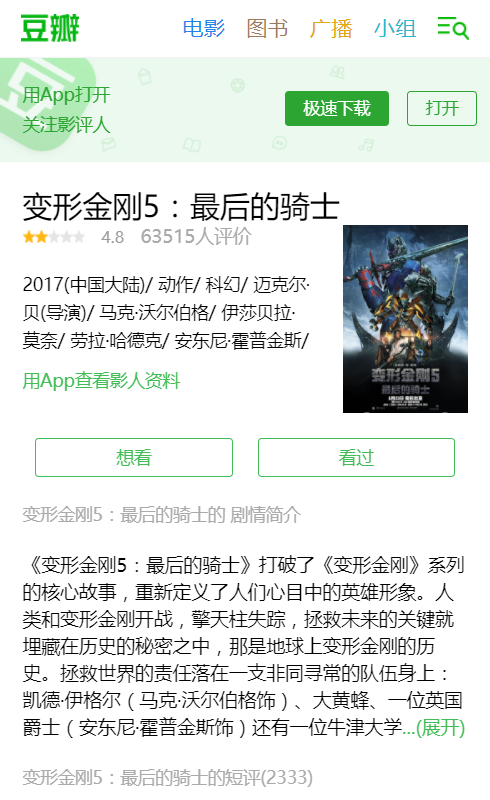 豆瓣 电影 图书 广播 小组
用App打开
关注影评人
极速下载 打开
变形金刚5：最后的骑士
4.8 63515人评价
2017(中国大陆)/ 动作/ 科幻/ 迈克尔·
贝(导演)/ 马克·沃尔伯格/ 伊莎贝拉·
莫奈/ 劳拉·哈德克/ 安东尼·霍普金斯/
用App查看影人资料
变形金刚5
最后的骑士
想看 看过
变形金刚5：最后的骑士的 剧情简介
《变形金刚5：最后的骑士》打破了《变形金刚》系列
的核心故事，重新定义了人们心目中的英雄形象。人
类和变形金刚开战，擎天柱失踪，拯救未来的关键就
埋藏在历史的秘密之中，那是地球上变形金刚的历
史。拯救世界的责任落在一支非同寻常的队伍身上：
凯德·伊格尔（马克·沃尔伯格饰）、大黄蜂、一位英国
爵士（安东尼·霍普金斯饰）还有一位牛津大学...(展开)
变形金刚5：最后的骑士的短评(2333)